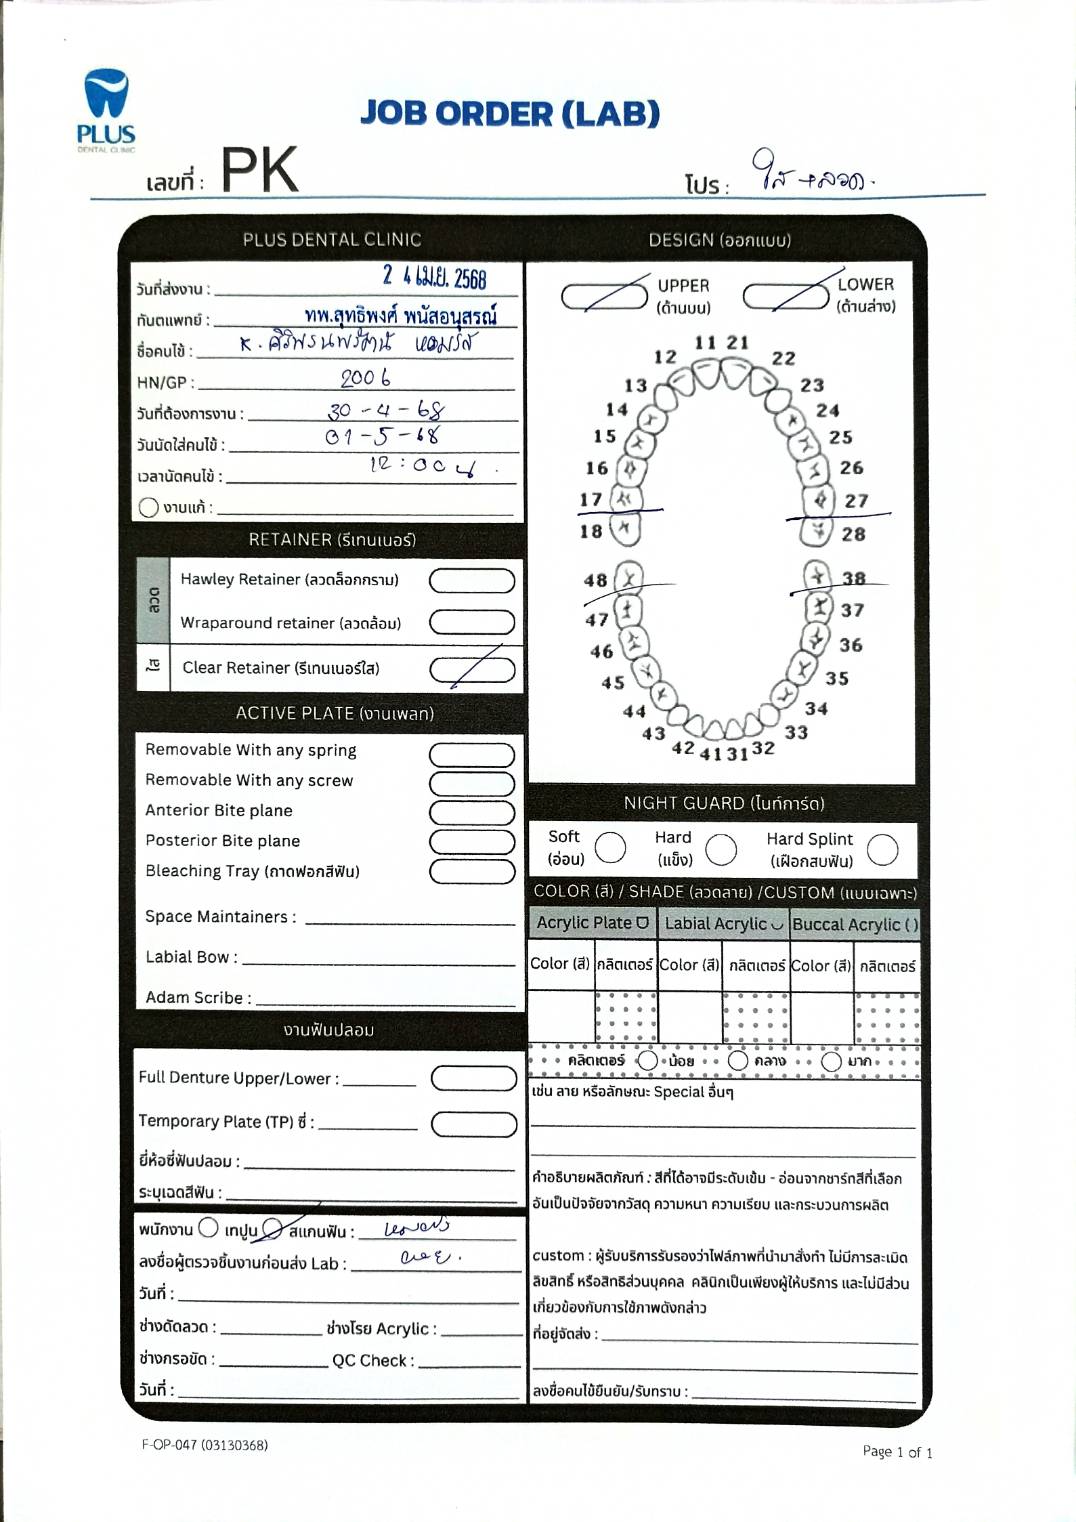 PLUS
DENTAL CLINIC
JOB ORDER (LAB)
เลขที่ : PK
โปร : ใส
PLUS DENTAL CLINIC
วันที่ส่งงาน : 2 4 เม.ย. 2568
ทันตแพทย์ : ทพ.สุทธิพงศ์ พนัสอนุสรณ์
ชื่อคนไข้ : K.
HN/GP : 2006
วันที่ต้องการงาน : 30-4-68
วันนัดใส่คนไข้ : 01-5-68
เวลานัดคนไข้ : 12:00 น.
งานแก้ :
RETAINER (รีเทนเนอร์)
ลวด
Hawley Retainer (ลวดล็อกกราม)
Wraparound retainer (ลวดล้อม)
ใส
Clear Retainer (รีเทนเนอร์ใส)
ACTIVE PLATE (งานเพลท)
Removable With any spring
Removable With any screw
Anterior Bite plane
Posterior Bite plane
Bleaching Tray (ถาดฟอกสีฟัน)
Space Maintainers :
Labial Bow :
Adam Scribe :
งานฟันปลอม
Full Denture Upper/Lower :
Temporary Plate (TP) ซี่ :
ยี่ห้อซี่ฟันปลอม :
ระบุเฉดสีฟัน :
พนักงาน เทปูน สแกนฟัน :
ลงชื่อผู้ตรวจชิ้นงานก่อนส่ง Lab :
วันที่ :
ช่างดัดลวด : ช่างโรย Acrylic :
ช่างกรอขัด : QC Check :
วันที่ :
DESIGN (ออกแบบ)
UPPER
(ด้านบน)
LOWER
(ด้านล่าง)
11 21
12 22
13 23
14 24
15 25
16 26
17 27
18 28
48 38
47 37
46 36
45 35
44 34
43 33
42 41 31 32
NIGHT GUARD (ไนท์การ์ด)
Soft
(อ่อน)
Hard
(แข็ง)
Hard Splint
(เฝือกสบฟัน)
COLOR (สี) / SHADE (ลวดลาย) /CUSTOM (แบบเฉพาะ)
Acrylic Plate Labial Acrylic Buccal Acrylic ( )
Color (สี) กลิตเตอร์ Color (สี) กลิตเตอร์ Color (สี) กลิตเตอร์
กลิตเตอร์ น้อย กลาง มาก
เช่น ลาย หรือลักษณะ Special อื่นๆ
คำอธิบายผลิตภัณฑ์ : สีที่ได้อาจมีระดับเข้ม - อ่อนจากชาร์ทสีที่เลือก
อันเป็นปัจจัยจากวัสดุ ความหนา ความเรียบ และกระบวนการผลิต
custom : ผู้รับบริการรับรองว่าไฟล์ภาพที่นำมาสั่งทำ ไม่มีการละเมิด
ลิขสิทธิ์ หรือสิทธิส่วนบุคคล คลินิกเป็นเพียงผู้ให้บริการ และไม่มีส่วน
เกี่ยวข้องกับการใช้ภาพดังกล่าว
ที่อยู่จัดส่ง :
ลงชื่อคนไข้ยืนยัน/รับทราบ :
F-OP-047 (03130368)
Page 1 of 1